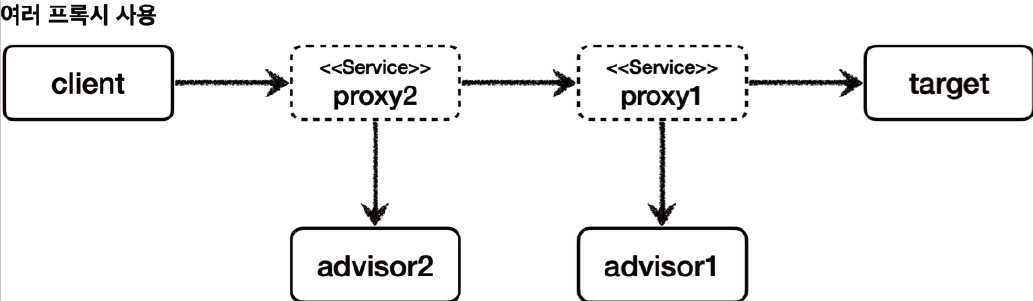 여러 프록시 사용
client
<<Service>>
proxy2
<<Service>>
proxy1
target
advisor2
advisor1